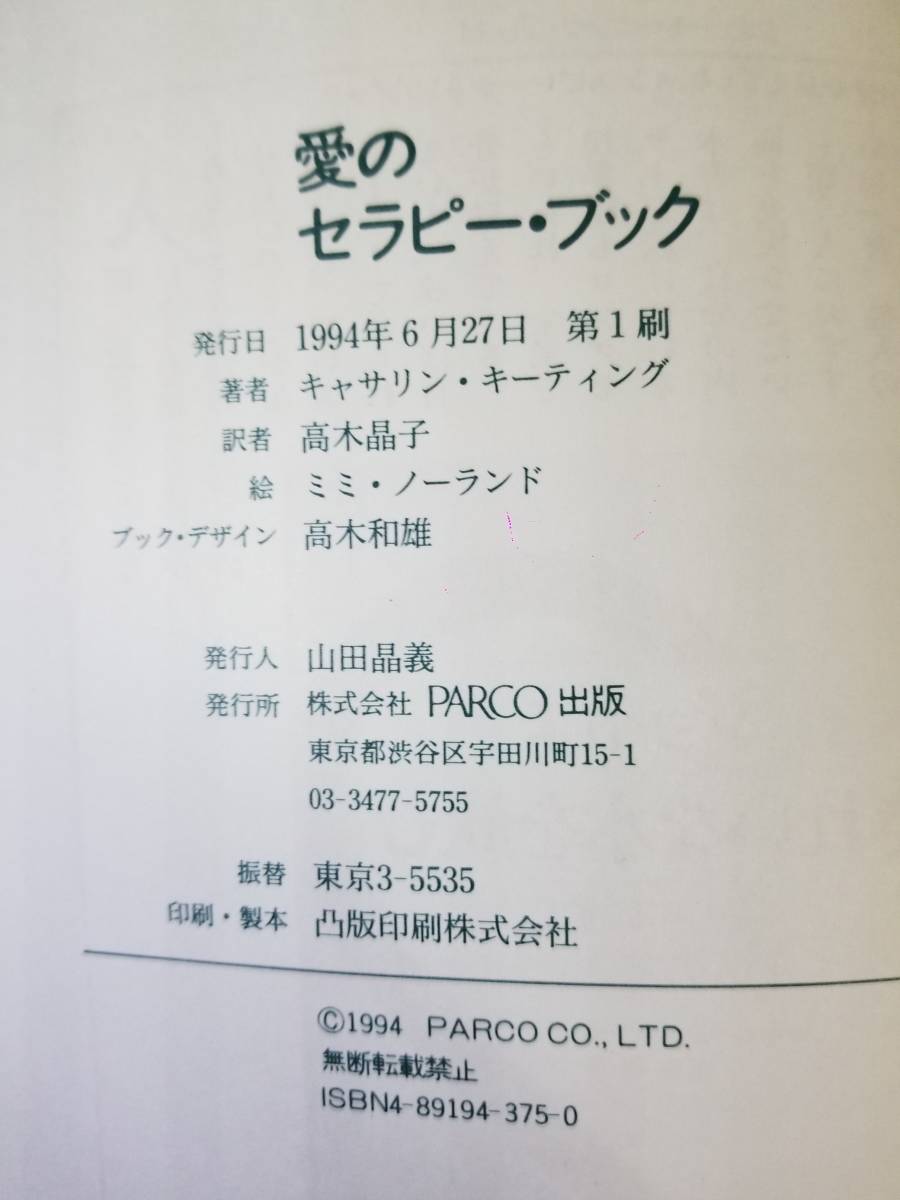 愛の
セラピー・ブック
発行日 1994年6月27日 第1刷
著者 キャサリン・キーティング
訳者 高木晶子
絵 ミミ・ノーランド
ブック・デザイン 高木和雄
発行人 山田晶義
発行所 株式会社 PARCO 出版
東京都渋谷区宇田川町15-1
03-3477-5755
振替 東京3-5535
印刷・製本 凸版印刷株式会社
©1994 PARCO CO., LTD.
無断転載禁止
ISBN4-89194-375-0